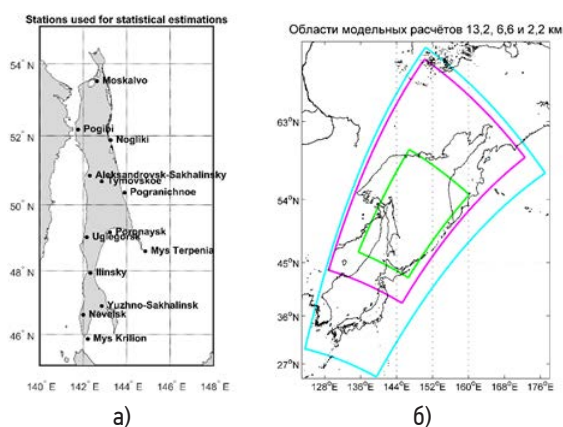 Stations used for statistical estimations
54° N
52° N
50° N
48° N
46° N
140° E
142° E
144° E
146° E
148° E
Moskalvo
Pogibi
Nogliki
Aleksandrovsk-Sakhalinsky
Tymovskoe
Pogranichnoe
Poronaysk
Uglegorsk
Mys Terpenia
Ilinsky
Yuzhno-Sakhalinsk
Nevelsk
Mys Krilion
а)
Области модельных расчётов 13,2, 6,6 и 2,2 км
63°N
54°N
45°N
36°N
27°N
128°E
136°E
144°E
152°E
160°E
168°E
176°E
б)